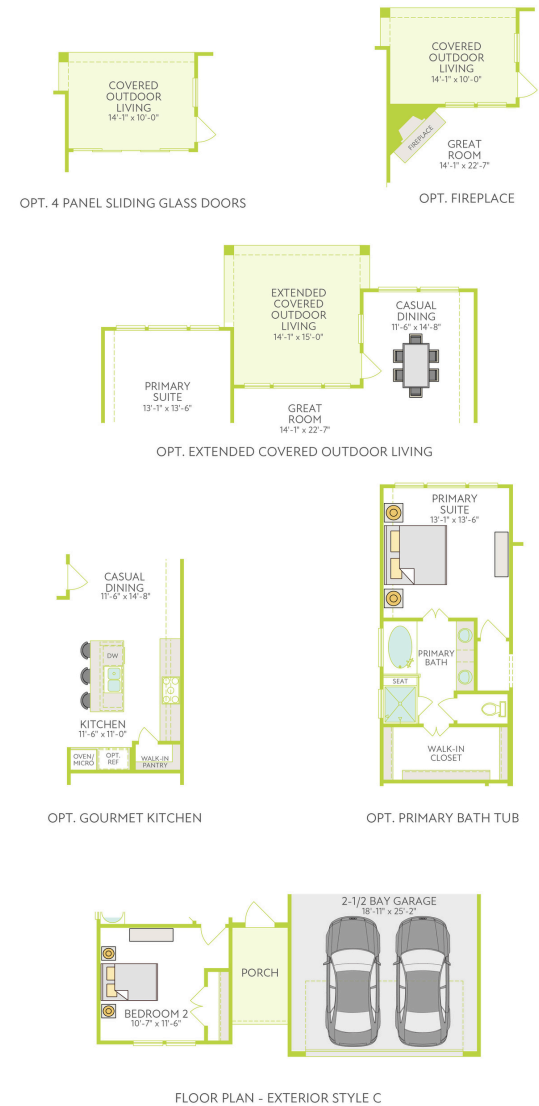 COVERED
OUTDOOR
LIVING
14'-1" x 10'-0"
OPT. 4 PANEL SLIDING GLASS DOORS
COVERED
OUTDOOR
LIVING
14'-1" x 10'-0"
FIREPLACE
GREAT
ROOM
14'-1" x 22'-7"
OPT. FIREPLACE
EXTENDED
COVERED
OUTDOOR
LIVING
14'-1" x 15'-0"
CASUAL
DINING
11'-6" x 14'-8"
PRIMARY
SUITE
13'-1" x 13'-6"
GREAT
ROOM
14'-1" x 22'-7"
OPT. EXTENDED COVERED OUTDOOR LIVING
CASUAL
DINING
11'-6" x 14'-8"
DW
KITCHEN
11'-6" x 11'-0"
OVEN/
MICRO
OPT.
REF
WALK-IN
PANTRY
OPT. GOURMET KITCHEN
PRIMARY
SUITE
13'-1" x 13'-6"
PRIMARY
BATH
SEAT
WALK-IN
CLOSET
OPT. PRIMARY BATH TUB
2-1/2 BAY GARAGE
18'-11" x 25'-2"
PORCH
BEDROOM 2
10'-7" x 11'-6"
FLOOR PLAN - EXTERIOR STYLE C